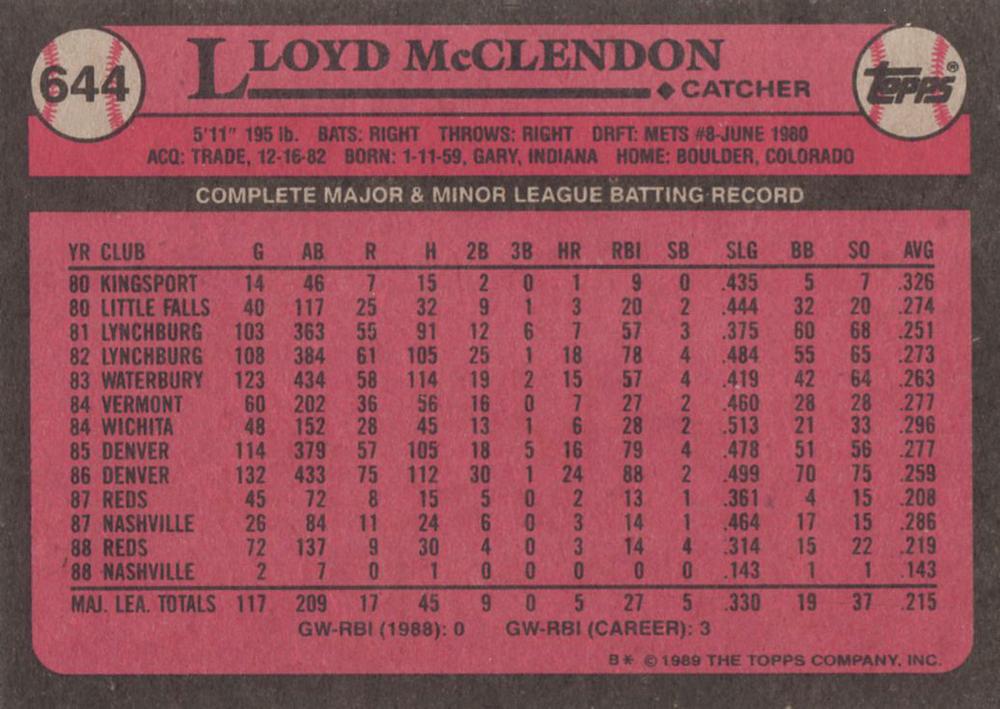 644 LLOYD McCLENDON TOPPS®
◆ CATCHER
5'11" 195 lb. BATS: RIGHT THROWS: RIGHT DRFT: METS #8-JUNE 1980
ACQ: TRADE, 12-16-82 BORN: 1-11-59, GARY, INDIANA HOME: BOULDER, COLORADO
COMPLETE MAJOR & MINOR LEAGUE BATTING RECORD
YR CLUB G AB R H 2B 3B HR RBI SB SLG BB SO AVG
80 KINGSPORT 14 46 7 15 2 0 1 9 0 .435 5 7 .326
80 LITTLE FALLS 40 117 25 32 9 1 3 20 2 .444 32 20 .274
81 LYNCHBURG 103 363 55 91 12 6 7 57 3 .375 60 68 .251
82 LYNCHBURG 108 384 61 105 25 1 18 78 4 .484 55 65 .273
83 WATERBURY 123 434 58 114 19 2 15 57 4 .419 42 64 .263
84 VERMONT 60 202 36 56 16 0 7 27 2 .460 28 28 .277
84 WICHITA 48 152 28 45 13 1 6 28 2 .513 21 33 .296
85 DENVER 114 379 57 105 18 5 16 79 4 .478 51 56 .277
86 DENVER 132 433 75 112 30 1 24 88 2 .499 70 75 .259
87 REDS 45 72 8 15 5 0 2 13 1 .361 4 15 .208
87 NASHVILLE 26 84 11 24 6 0 3 14 1 .464 17 15 .286
88 REDS 72 137 9 30 4 0 3 14 4 .314 15 22 .219
88 NASHVILLE 2 7 0 1 0 0 0 0 0 .143 1 1 .143
MAJ. LEA. TOTALS 117 209 17 45 9 0 5 27 5 .330 19 37 .215
GW-RBI (1988): 0 GW-RBI (CAREER): 3
B* © 1989 THE TOPPS COMPANY, INC.